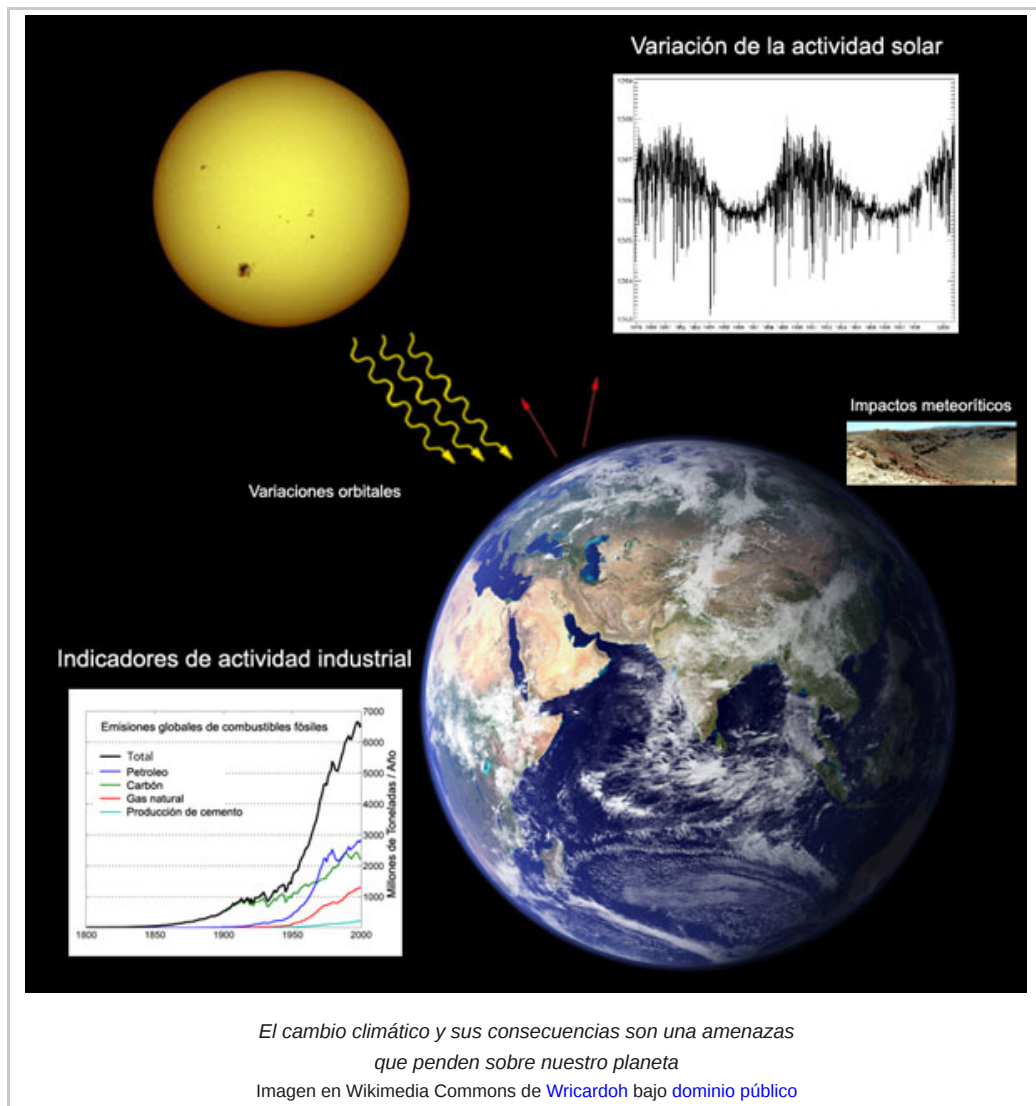 Variación de la actividad solar
Impactos meteoríticos
Variaciones orbitales
Indicadores de actividad industrial
Emisiones globales de combustibles fósiles
Total
Petroleo
Carbón
Gas natural
Producción de cemento
7000
6000
5000
4000
3000
2000
1000
Millones de Toneladas / Año
1800
1850
1900
1950
2000
El cambio climático y sus consecuencias son una amenazas
que penden sobre nuestro planeta
Imagen en Wikimedia Commons de Wricardoh bajo dominio público